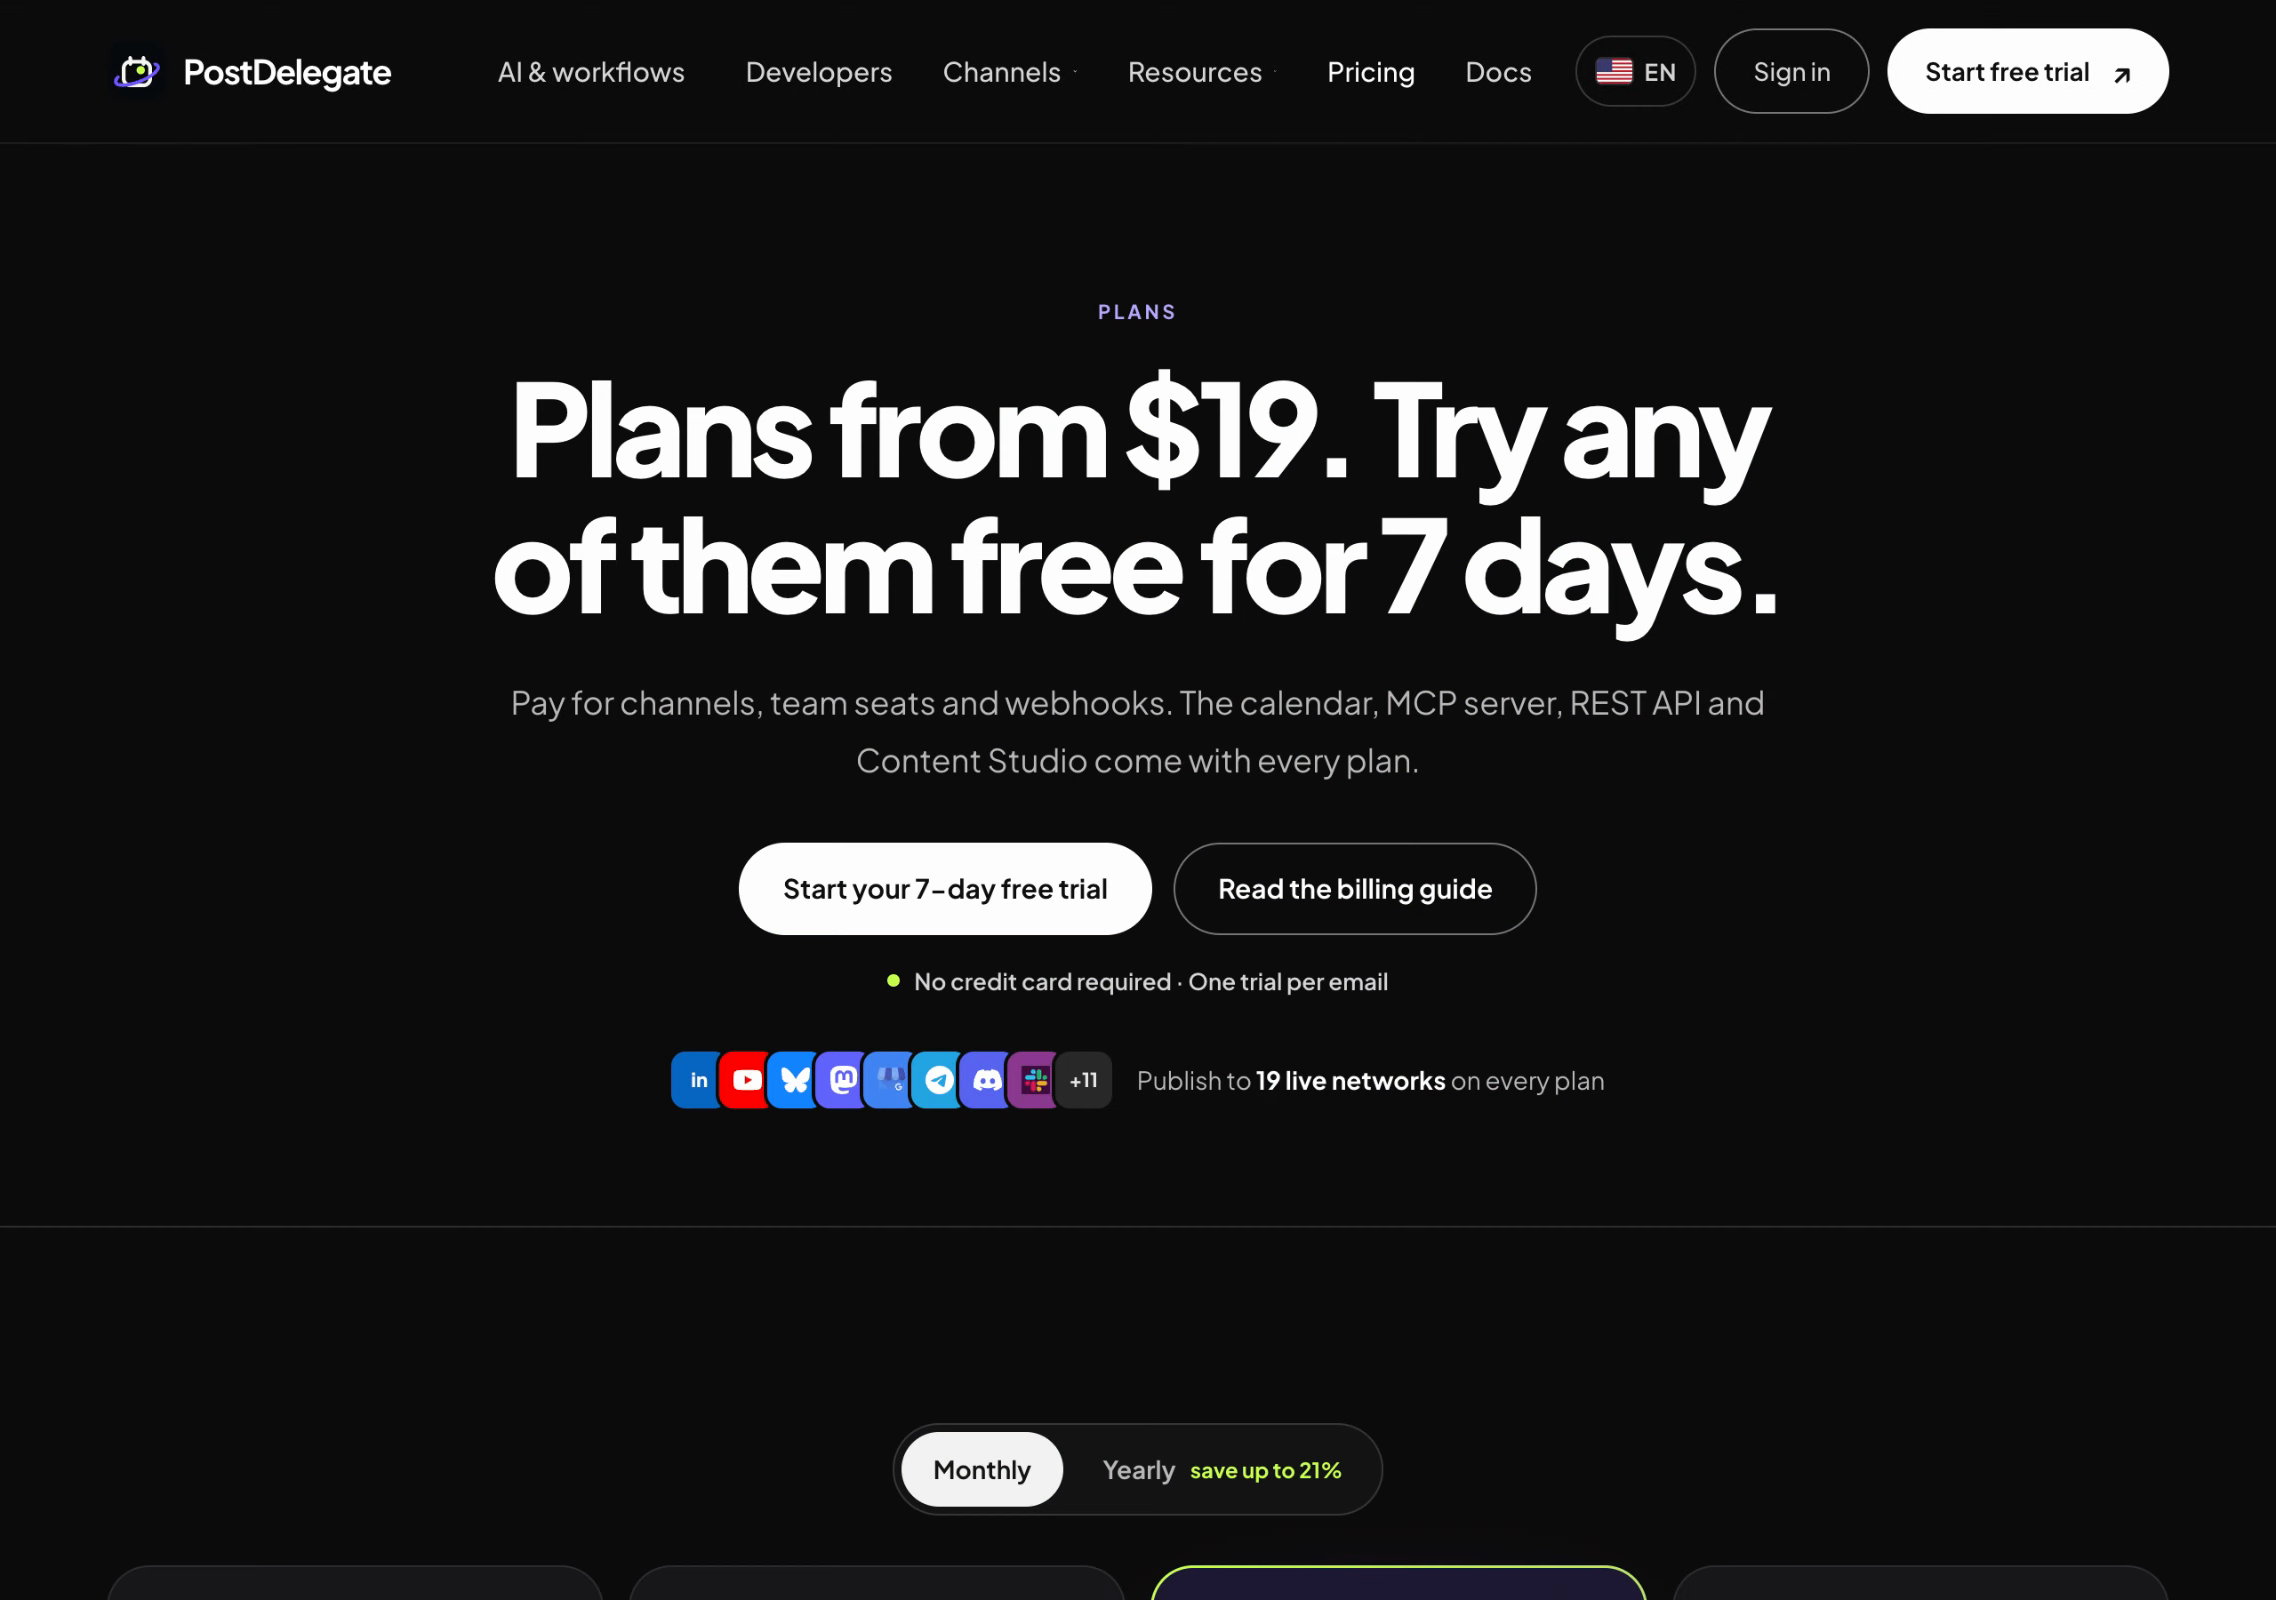 PostDelegate
AI & workflows
Developers
Channels
Resources
Pricing
Docs
EN
Sign in
Start free trial
PLANS
Plans from $19. Try any
of them free for 7 days.
Pay for channels, team seats and webhooks. The calendar, MCP server, REST API and
Content Studio come with every plan.
Start your 7-day free trial
Read the billing guide
No credit card required · One trial per email
in
+11
Publish to 19 live networks on every plan
Monthly
Yearly save up to 21%